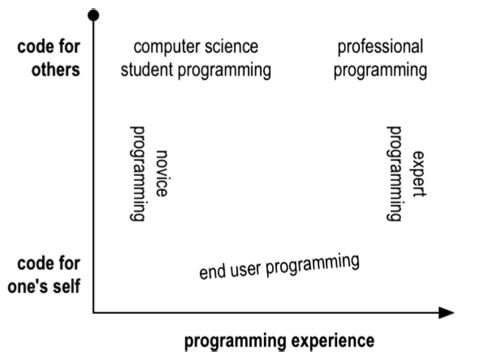 code for
others
computer science
student programming
professional
programming
novice
programming
expert
programming
end user programming
code for
one's self
programming experience